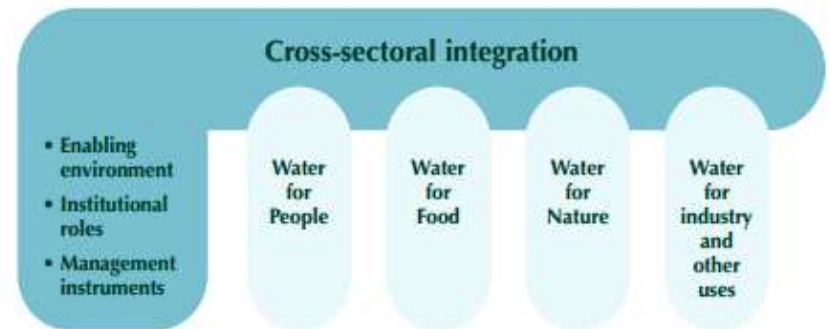 Cross-sectoral integration
• Enabling
environment
• Institutional
roles
• Management
instruments
Water
for
People
Water
for
Food
Water
for
Nature
Water
for
industry
and
other
uses